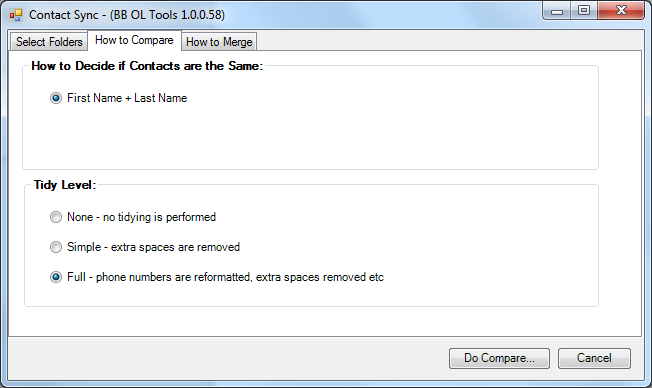 Contact Sync - (BB OL Tools 1.0.0.58)
Select Folders How to Compare How to Merge
How to Decide if Contacts are the Same:
First Name + Last Name
Tidy Level:
None - no tidying is performed
Simple - extra spaces are removed
Full - phone numbers are reformatted, extra spaces removed etc
Do Compare... Cancel